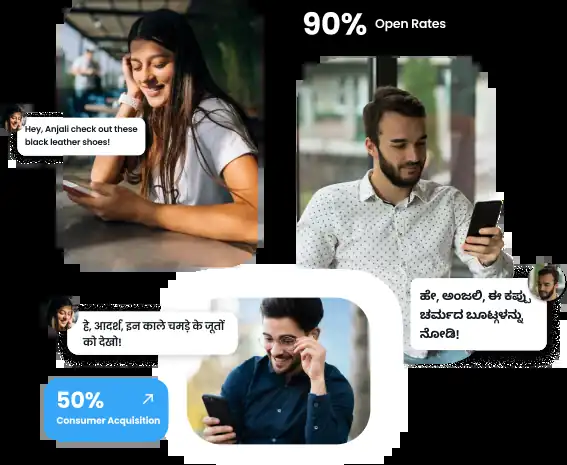 90% Open Rates
Hey, Anjali check out these
black leather shoes!
ಹೇ, ಅಂಜಲಿ, ಈ ಕಪ್ಪು
ಚರ್ಮದ ಬೂಟ್ಗಳನ್ನು
ನೋಡಿ!
हे, आदर्श, इन काले चमड़े के जूतों
को देखो!
50%
Consumer Acquisition